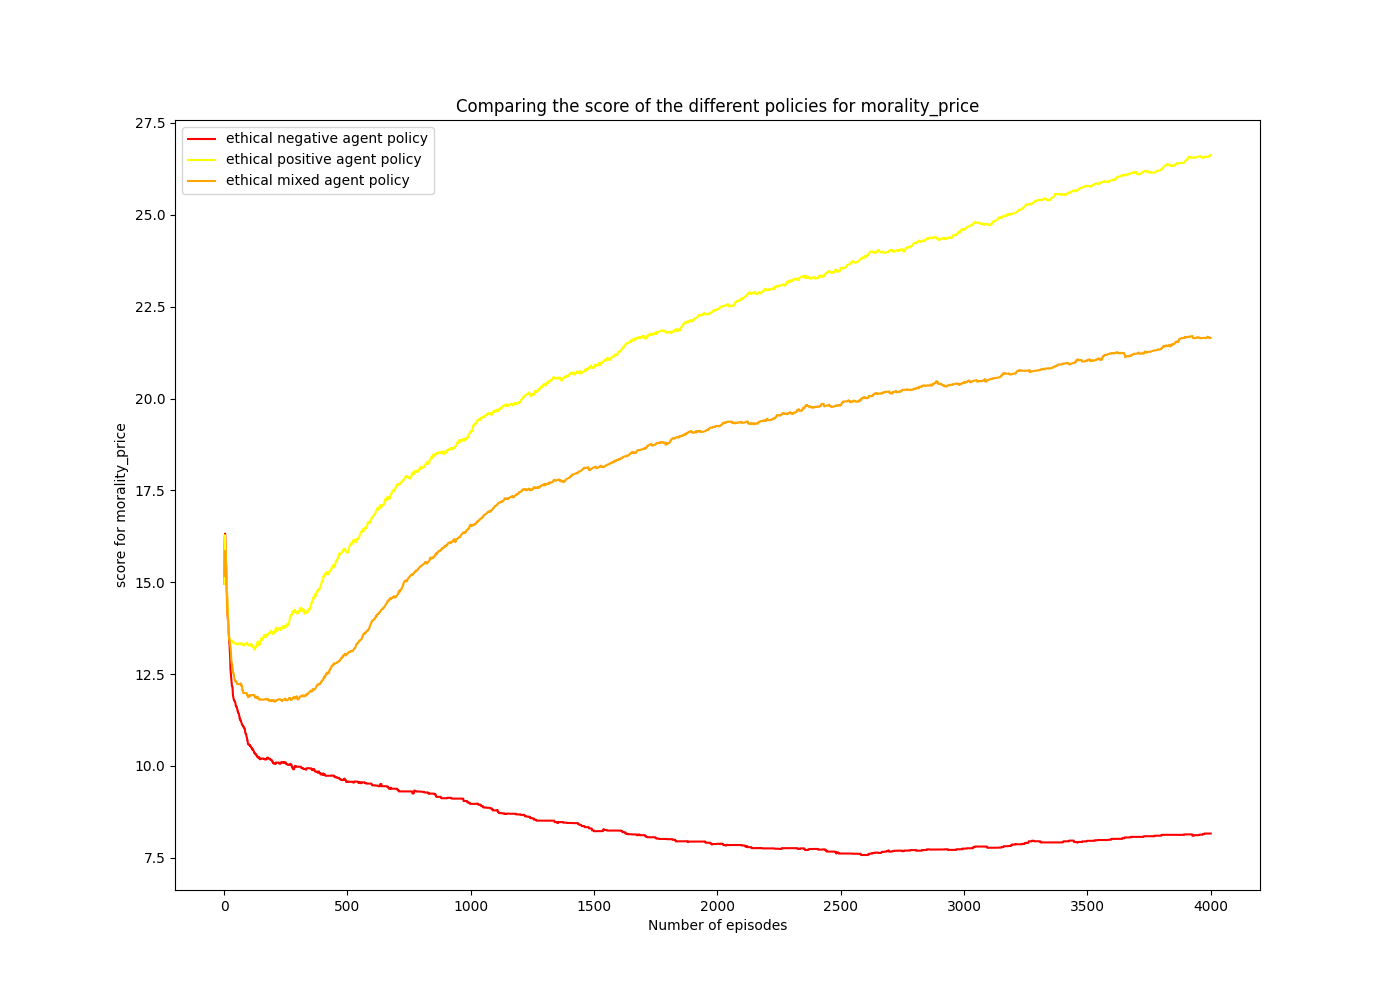 Comparing the score of the different policies for morality_price
27.5
ethical negative agent policy
ethical positive agent policy
ethical mixed agent policy
25.0
22.5
20.0
17.5
15.0
12.5
10.0
7.5
score for morality_price
0 500 1000 1500 2000 2500 3000 3500 4000
Number of episodes